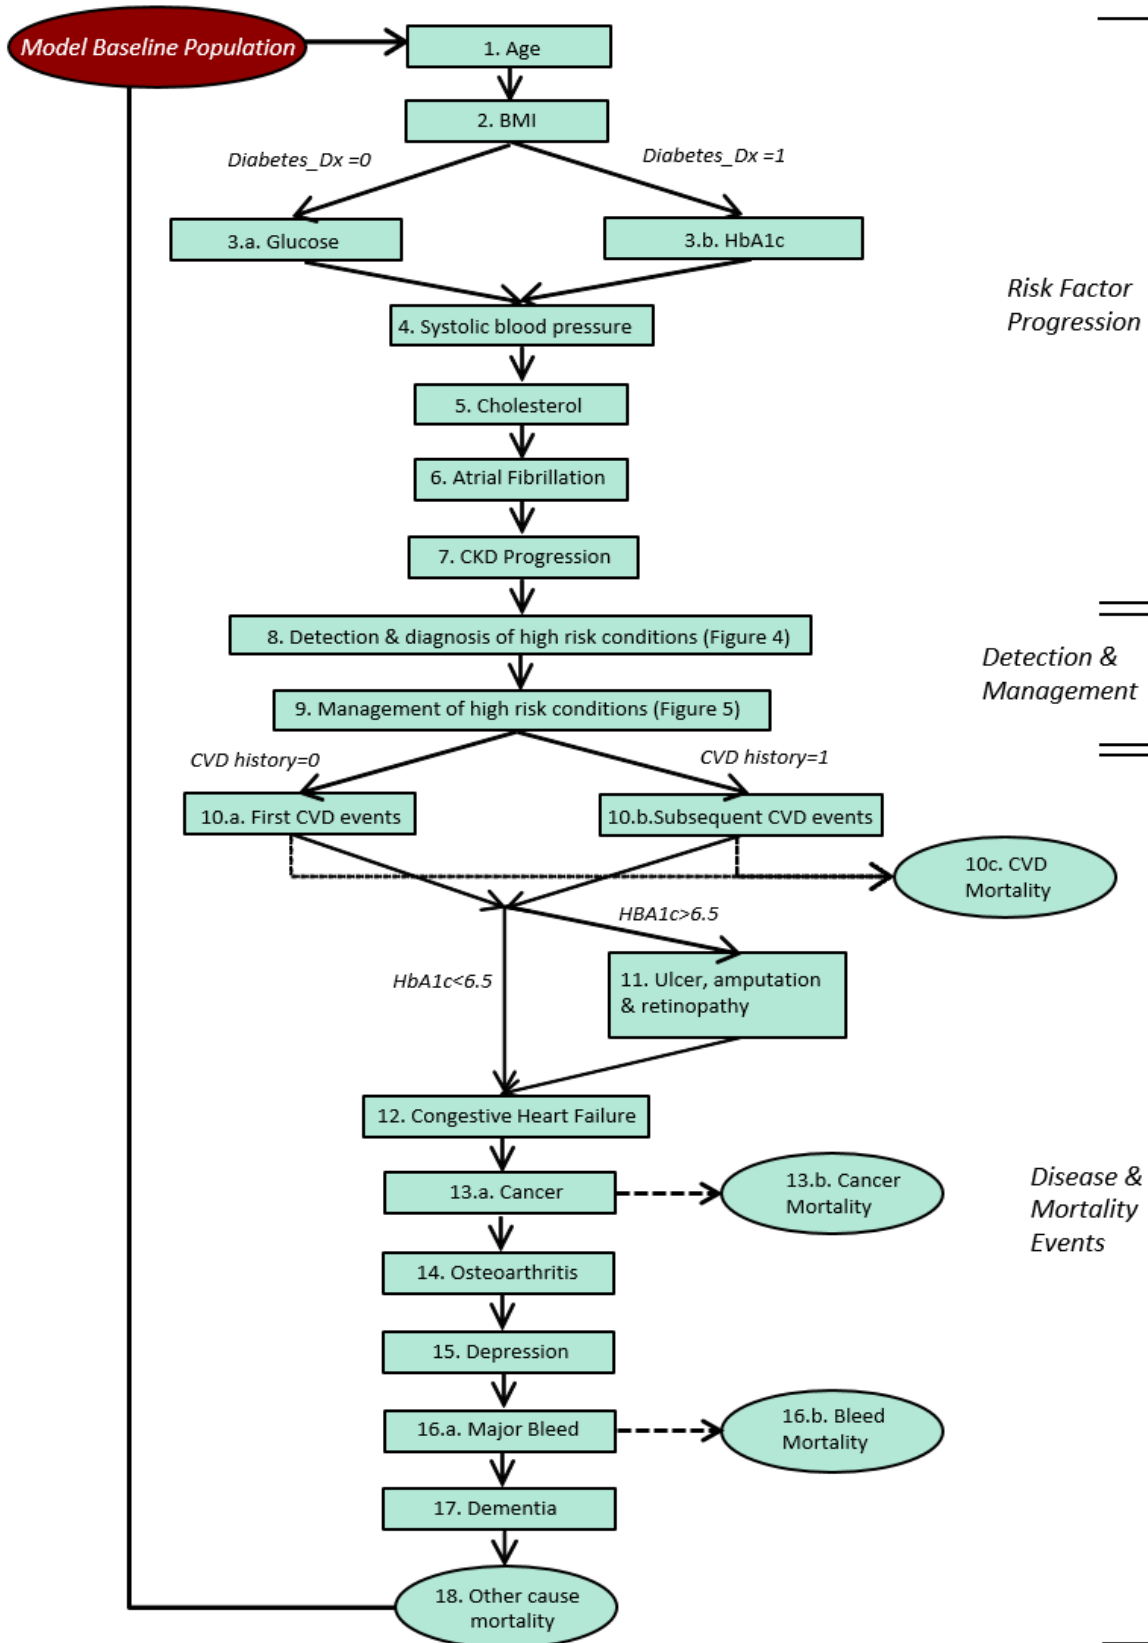 Model Baseline Population
1. Age
2. BMI
Diabetes_Dx =0
Diabetes_Dx =1
3.a. Glucose
3.b. HbA1c
Risk Factor
Progression
4. Systolic blood pressure
5. Cholesterol
6. Atrial Fibrillation
7. CKD Progression
8. Detection & diagnosis of high risk conditions (Figure 4)
Detection &
Management
9. Management of high risk conditions (Figure 5)
CVD history=0
CVD history=1
10.a. First CVD events
10.b.Subsequent CVD events
10c. CVD
Mortality
HBA1c>6.5
HbA1c<6.5
11. Ulcer, amputation
& retinopathy
12. Congestive Heart Failure
13.a. Cancer
13.b. Cancer
Mortality
Disease &
Mortality
Events
14. Osteoarthritis
15. Depression
16.a. Major Bleed
16.b. Bleed
Mortality
17. Dementia
18. Other cause
mortality